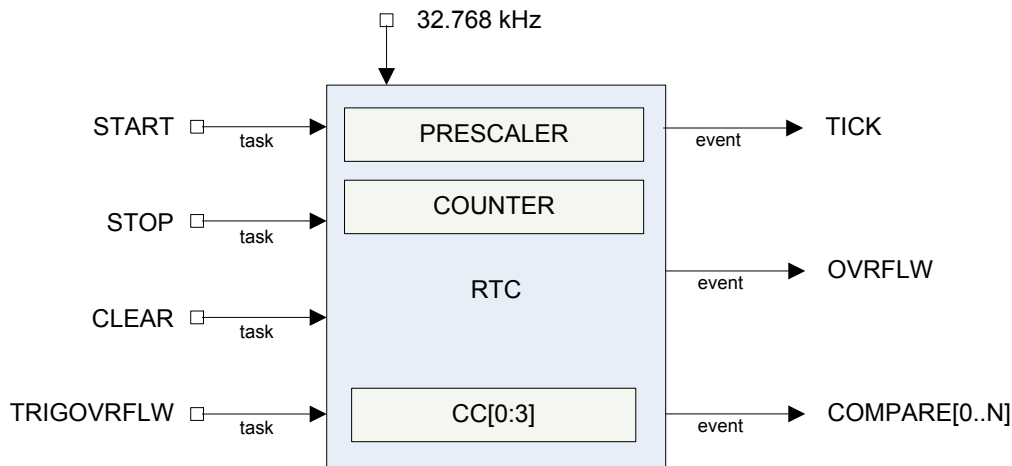 32.768 kHz
START
task
PRESCALER
event
TICK
STOP
task
COUNTER
RTC
event
OVRFLW
CLEAR
task
TRIGOVRFLW
task
CC[0:3]
event
COMPARE[0..N]